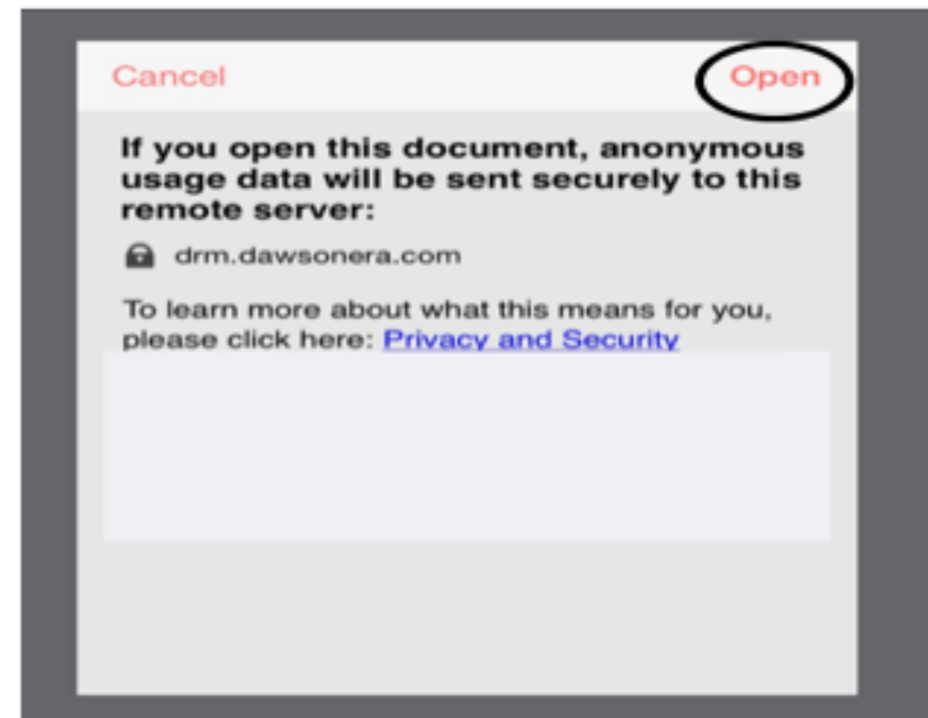 Cancel
Open
If you open this document, anonymous
usage data will be sent securely to this
remote server:
drm.dawsonera.com
To learn more about what this means for you,
please click here: Privacy and Security